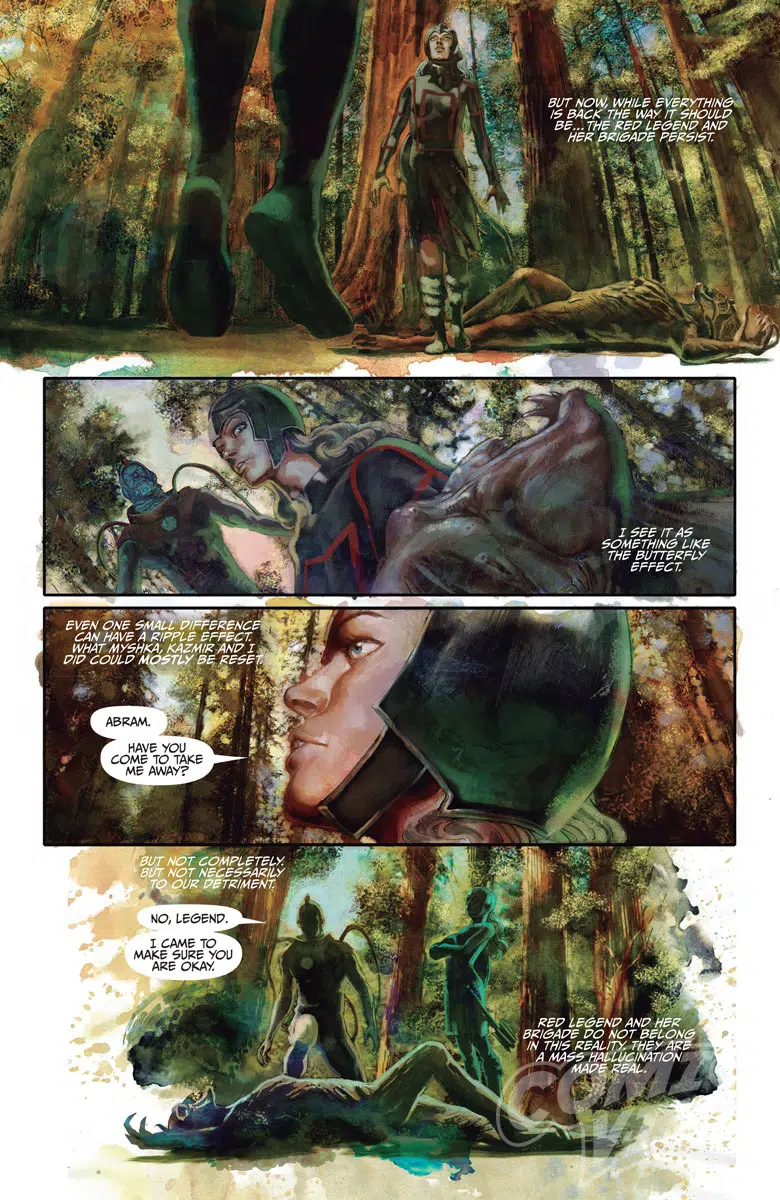 BUT NOW, WHILE EVERYTHING
IS BACK THE WAY IT SHOULD
BE...THE RED LEGEND AND
HER BRIGADE PERSIST.
I SEE IT AS
SOMETHING LIKE
THE BUTTERFLY
EFFECT.
EVEN ONE SMALL DIFFERENCE
CAN HAVE A RIPPLE EFFECT.
WHAT MYSHKA, KAZMIR AND I
DID COULD MOSTLY BE RESET.
ABRAM.
HAVE YOU
COME TO TAKE
ME AWAY?
BUT NOT COMPLETELY.
BUT NOT NECESSARILY
TO OUR DETRIMENT.
NO, LEGEND.
I CAME TO
MAKE SURE YOU
ARE OKAY.
RED LEGEND AND HER
BRIGADE DO NOT BELONG
IN THIS REALITY. THEY ARE
A MASS HALLUCINATION
MADE REAL.